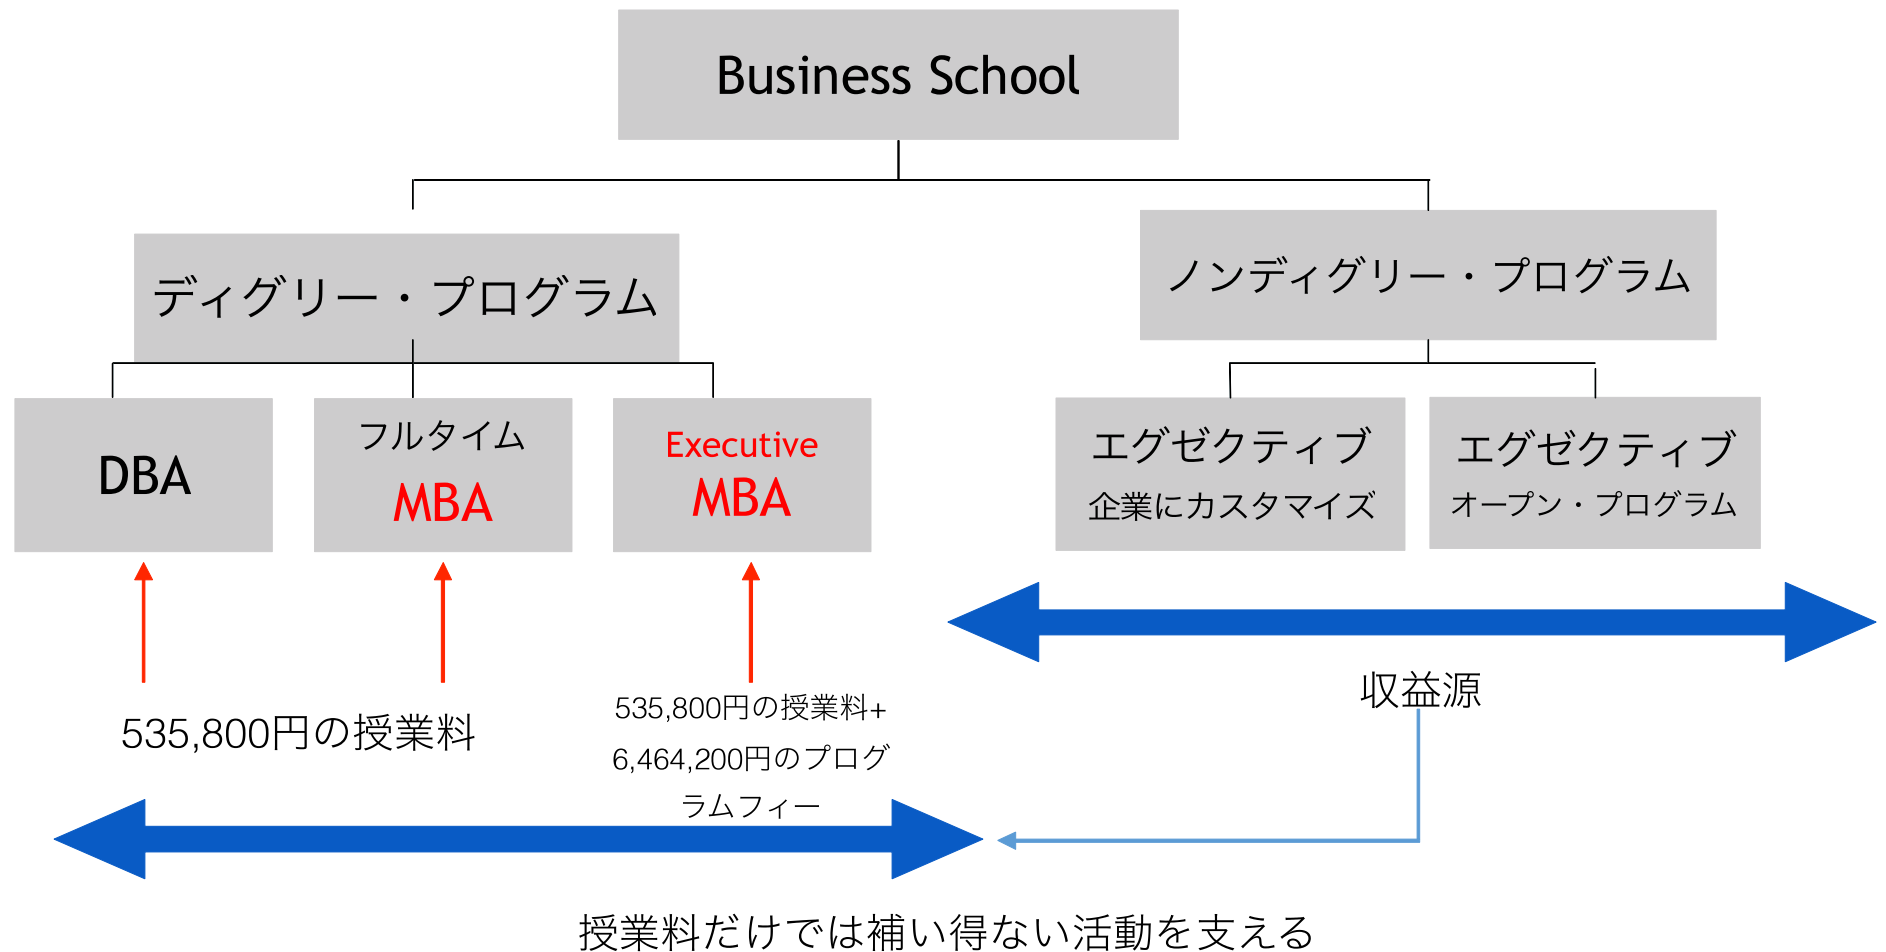 Business School
ディグリー・プログラム
ノンディグリー・プログラム
DBA
フルタイム
MBA
Executive
MBA
エグゼクティブ
企業にカスタマイズ
エグゼクティブ
オープン・プログラム
535,800円の授業料
535,800円の授業料+
6,464,200円のプログ
ラムフィー
収益源
授業料だけでは補い得ない活動を支える